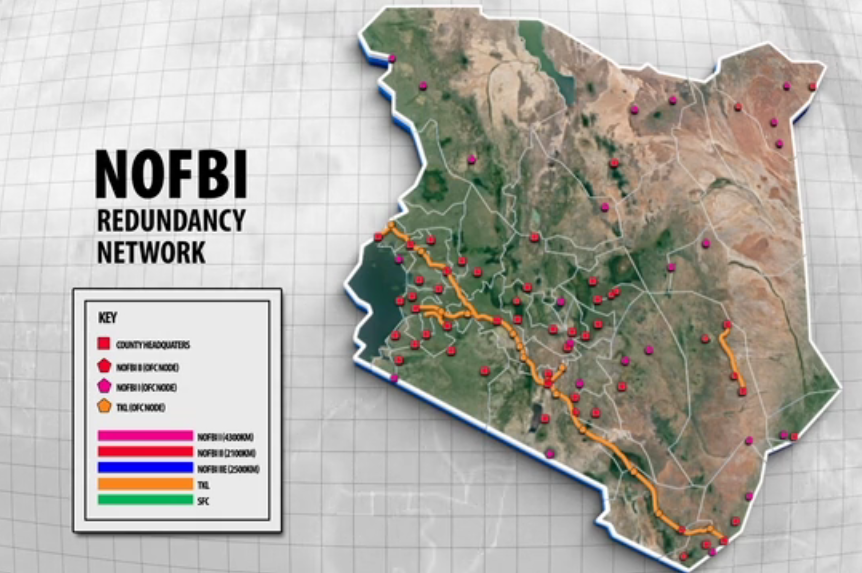 NOFBI
REDUNDANCY
NETWORK
KEY
COUNTY HEADQUATERS
NOFBI II (OFC NODE)
NOFBI I (OFC NODE)
TKL (OFC NODE)
NOFBI I (4300KM)
NOFBI II (2100KM)
NOFBI IIE (2500KM)
TKL
SFC